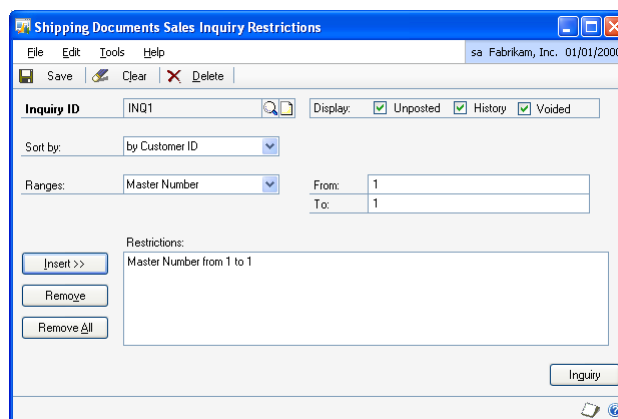 Shipping Documents Sales Inquiry Restrictions
File Edit Tools Help sa Fabrikam, Inc. 01/01/2000
Save Clear Delete
Inquiry ID INQ1 Display: Unposted History Voided
Sort by: by Customer ID
Ranges: Master Number From: 1
To: 1
Restrictions:
Insert >> Master Number from 1 to 1
Remove
Remove All
Inquiry